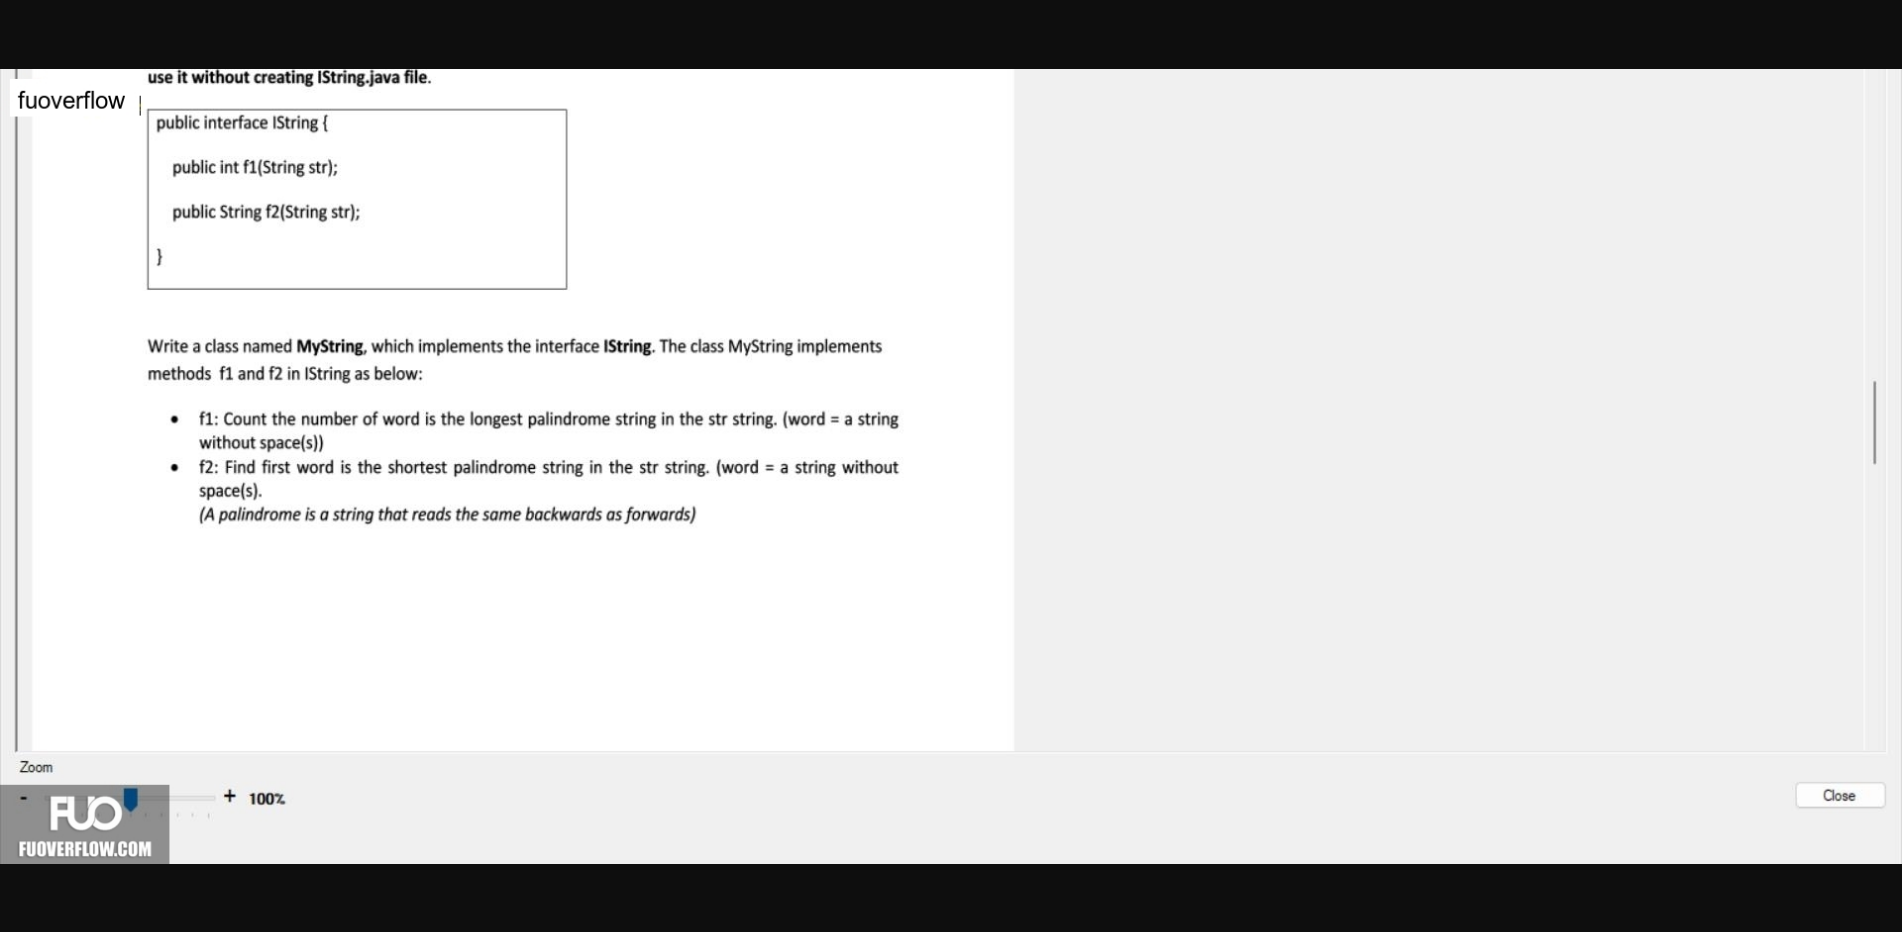 use it without creating IString.java file.
fuoverflow
public interface IString {
public int f1(String str);
public String f2(String str);
}
Write a class named MyString, which implements the interface IString. The class MyString implements
methods f1 and f2 in IString as below:
• f1: Count the number of word is the longest palindrome string in the str string. (word = a string
without space(s))
• f2: Find first word is the shortest palindrome string in the str string. (word = a string without
space(s).
(A palindrome is a string that reads the same backwards as forwards)
Zoom
- + 100%
Close
FUO
FUOVERFLOW.COM